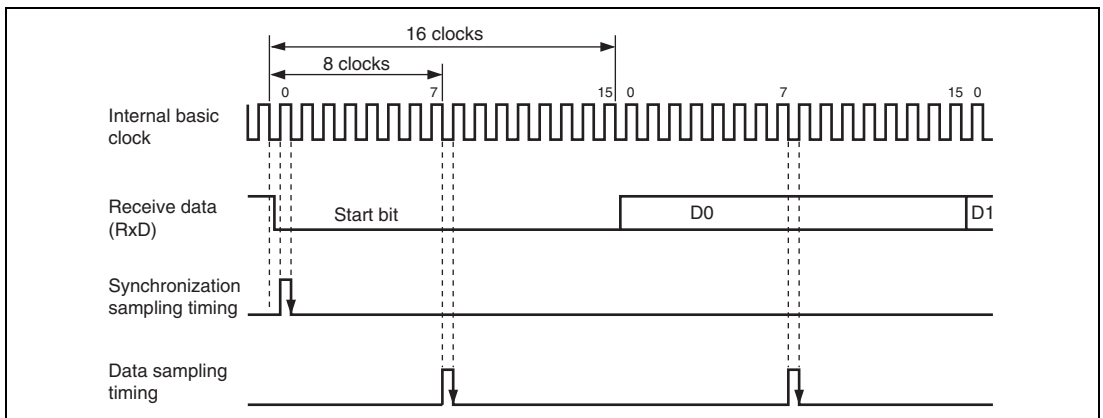 16 clocks
8 clocks
0 7 15 0 7 15 0
Internal basic
clock
Receive data
(RxD)
Start bit
D0
D1
Synchronization
sampling timing
Data sampling
timing